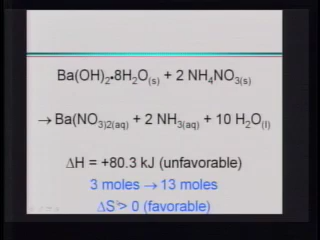 Ba(OH)₂•8H₂O(s) + 2 NH₄NO₃(s)
→ Ba(NO₃)₂(aq) + 2 NH₃(aq) + 10 H₂O(l)
ΔH = +80.3 kJ (unfavorable)
3 moles → 13 moles
ΔS > 0 (favorable)